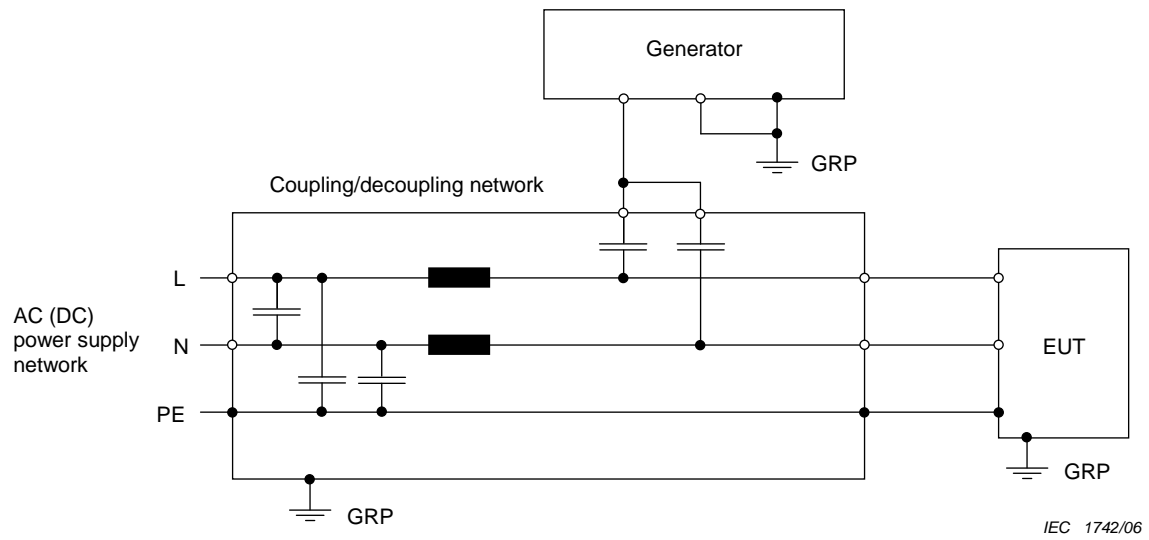 Generator
GRP
Coupling/decoupling network
L
AC (DC)
power supply
network
N
EUT
PE
GRP
GRP
IEC 1742/06